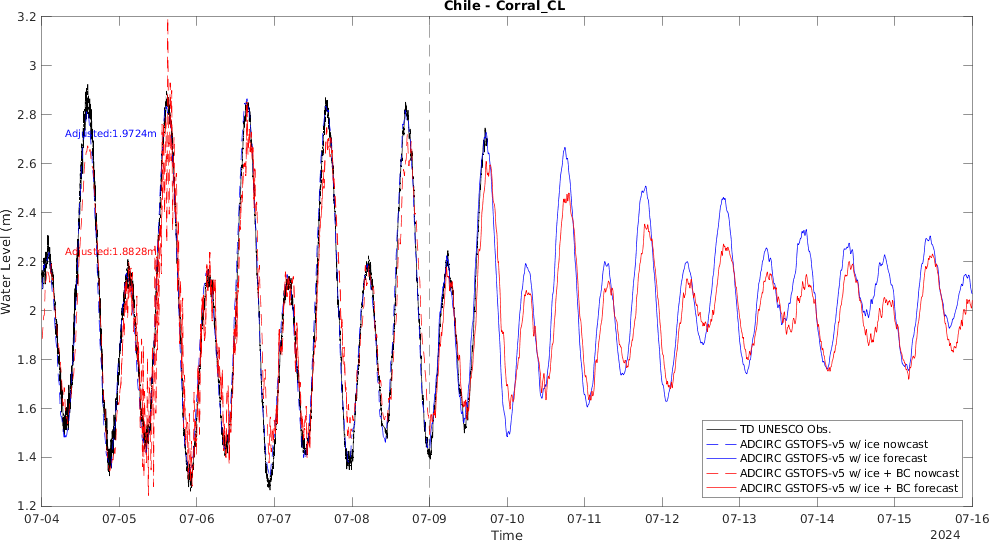 Chile - Corral_CL
3.2
3
2.8
2.6
2.4
2.2
2
1.8
1.6
1.4
1.2
Water Level (m)
Adjusted:1.9724m
Adjusted:1.8828m
TD UNESCO Obs.
ADCIRC GSTOFS-v5 w/ ice nowcast
ADCIRC GSTOFS-v5 w/ ice forecast
ADCIRC GSTOFS-v5 w/ ice + BC nowcast
ADCIRC GSTOFS-v5 w/ ice + BC forecast
07-04 07-05 07-06 07-07 07-08 07-09 07-10 07-11 07-12 07-13 07-14 07-15 07-16
Time
2024